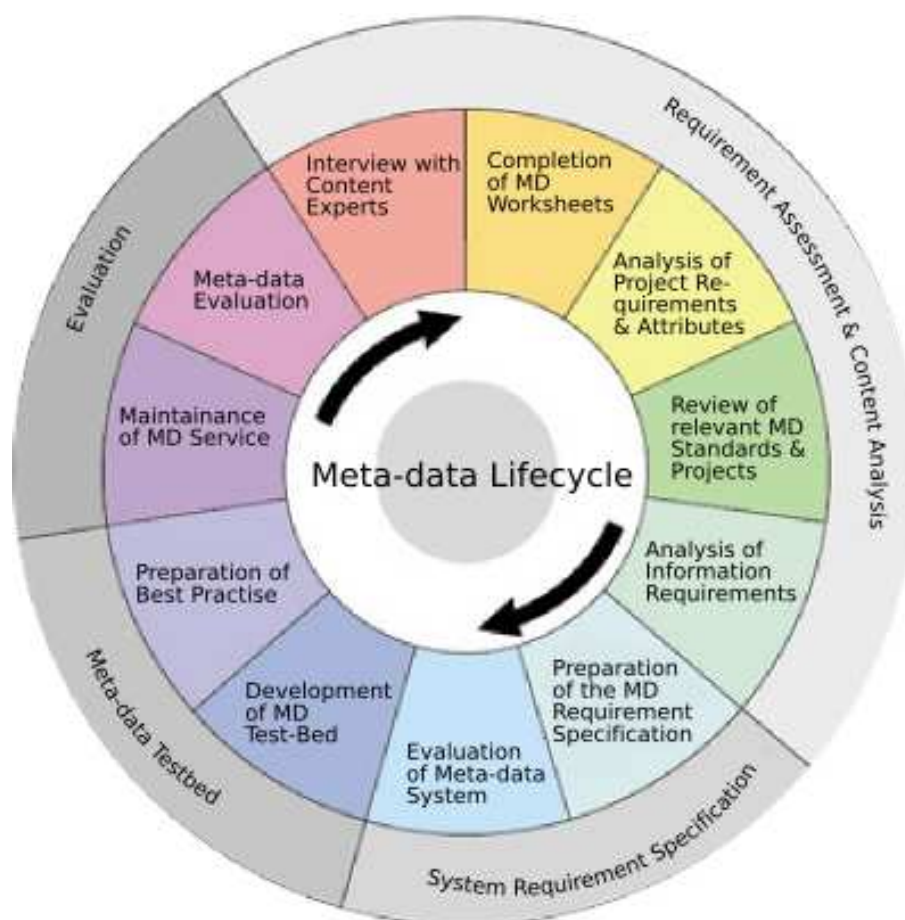 Requirement Assessment & Content Analysis
Interview with
Content
Experts
Completion
of MD
Worksheets
Analysis of
Project Re-
quirements
& Attributes
Review of
relevant MD
Standards &
Projects
Analysis of
Information
Requirements
System Requirement Specification
Preparation
of the MD
Requirement
Specification
Evaluation
of Meta-data
System
Meta-data Testbed
Development
of MD
Test-Bed
Preparation of
Best Practise
Evaluation
Maintainance
of MD Service
Meta-data
Evaluation
Meta-data Lifecycle